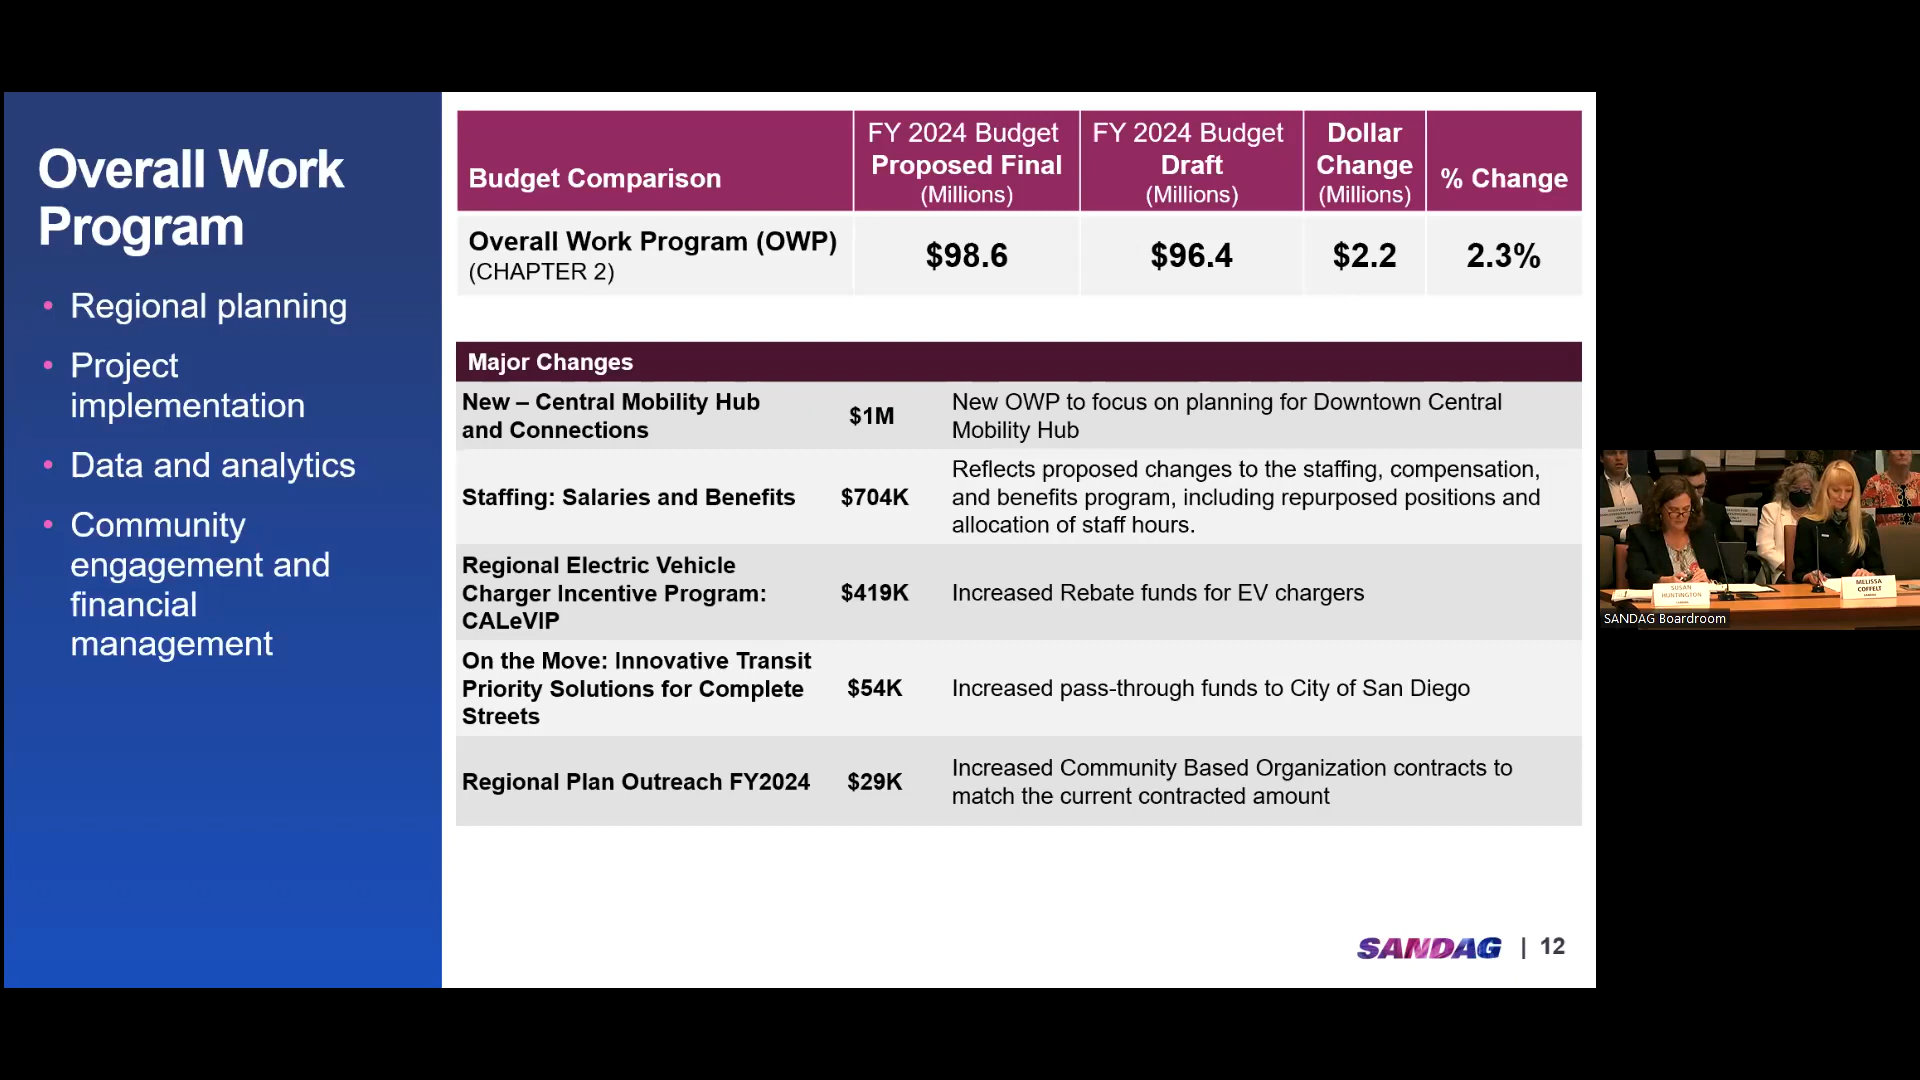 Overall Work
Program
• Regional planning
• Project
implementation
• Data and analytics
• Community
engagement and
financial
management
Budget Comparison
FY 2024 Budget
Proposed Final
(Millions)
FY 2024 Budget
Draft
(Millions)
Dollar
Change
(Millions)
% Change
Overall Work Program (OWP)
(CHAPTER 2)
$98.6
$96.4
$2.2
2.3%
Major Changes
New – Central Mobility Hub
and Connections
$1M
New OWP to focus on planning for Downtown Central
Mobility Hub
Staffing: Salaries and Benefits
$704K
Reflects proposed changes to the staffing, compensation,
and benefits program, including repurposed positions and
allocation of staff hours.
Regional Electric Vehicle
Charger Incentive Program:
CALeVIP
$419K
Increased Rebate funds for EV chargers
On the Move: Innovative Transit
Priority Solutions for Complete
Streets
$54K
Increased pass-through funds to City of San Diego
Regional Plan Outreach FY2024
$29K
Increased Community Based Organization contracts to
match the current contracted amount
SANDAG | 12
SUSAN
HUNTINGTON
MELISSA
COFFELT
SANDAG Boardroom